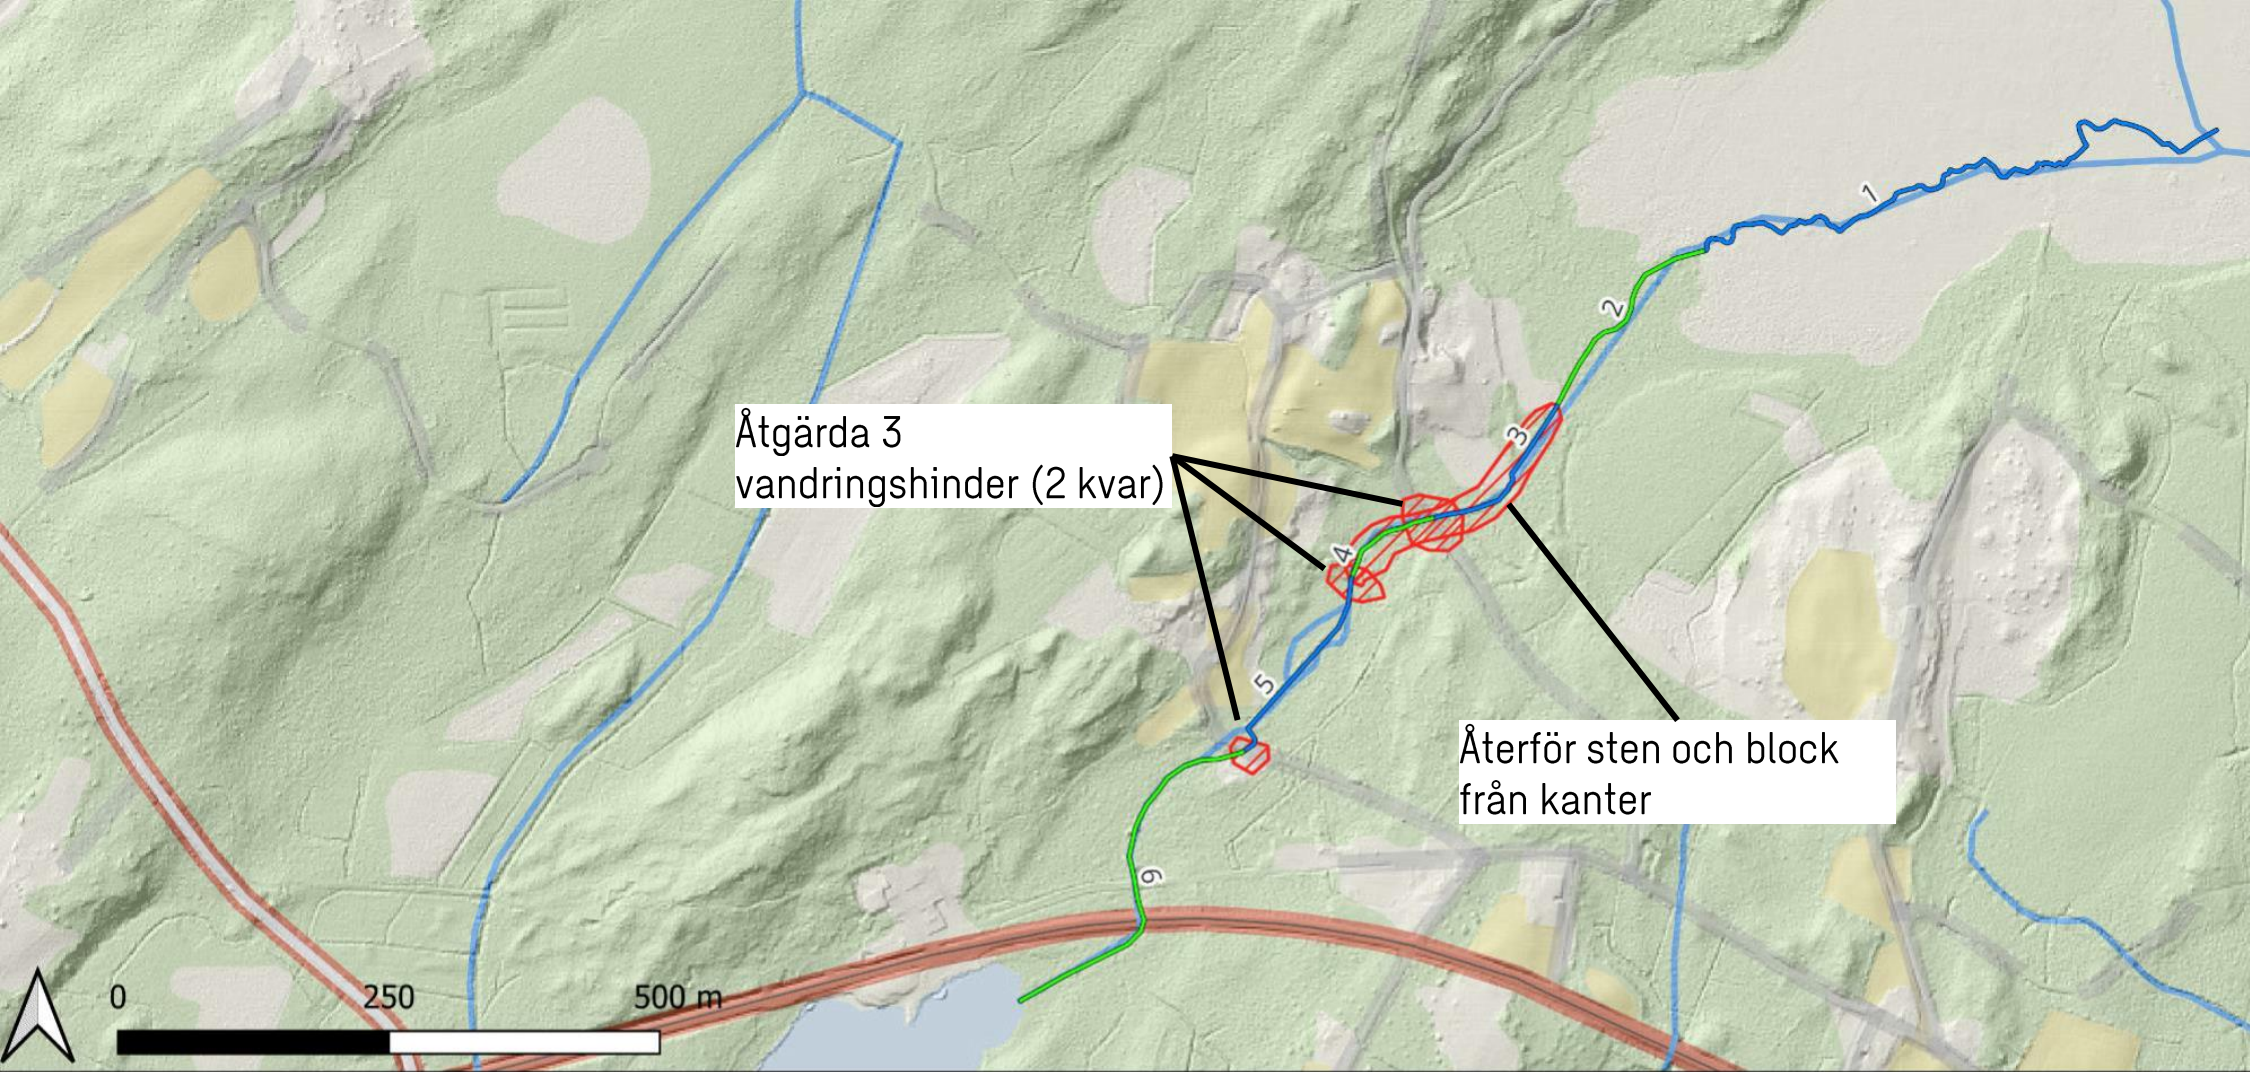 1
2
Åtgärda 3
vandringshinder (2 kvar)
3
4
5
Återför sten och block
från kanter
6
0 250 500 m